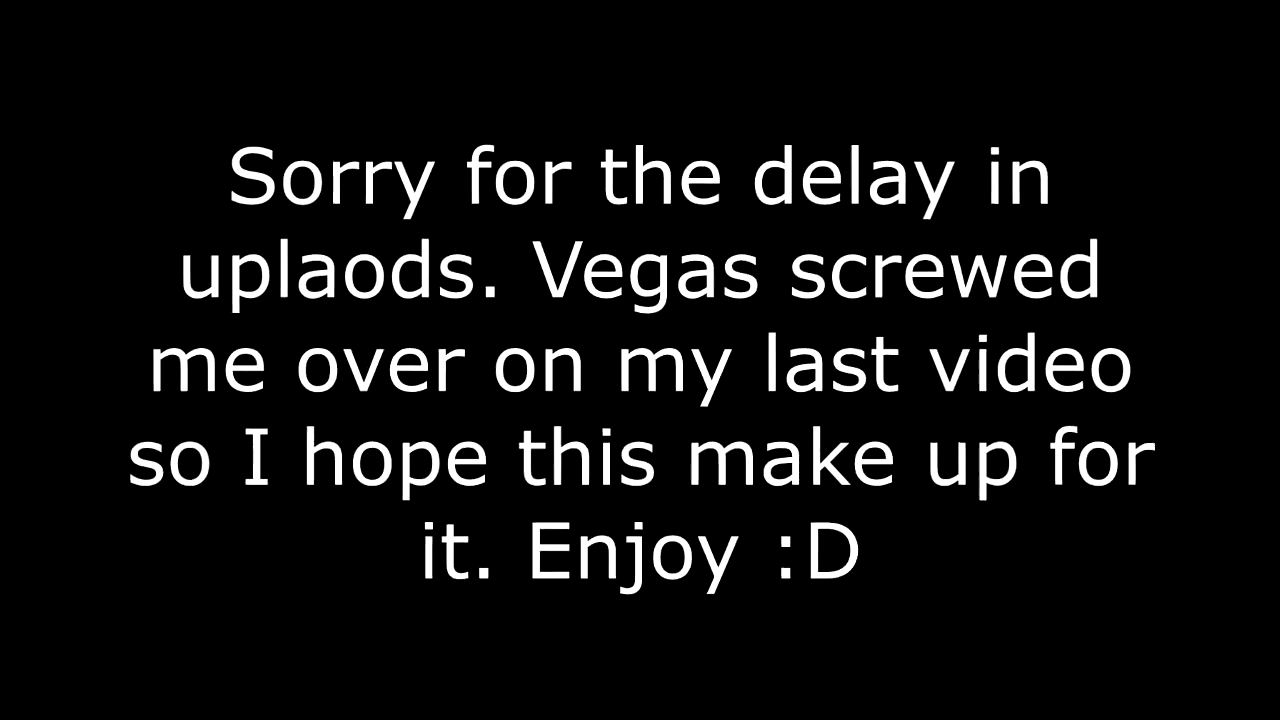 Sorry for the delay in
uplaods. Vegas screwed
me over on my last video
so I hope this make up for
it. Enjoy :D